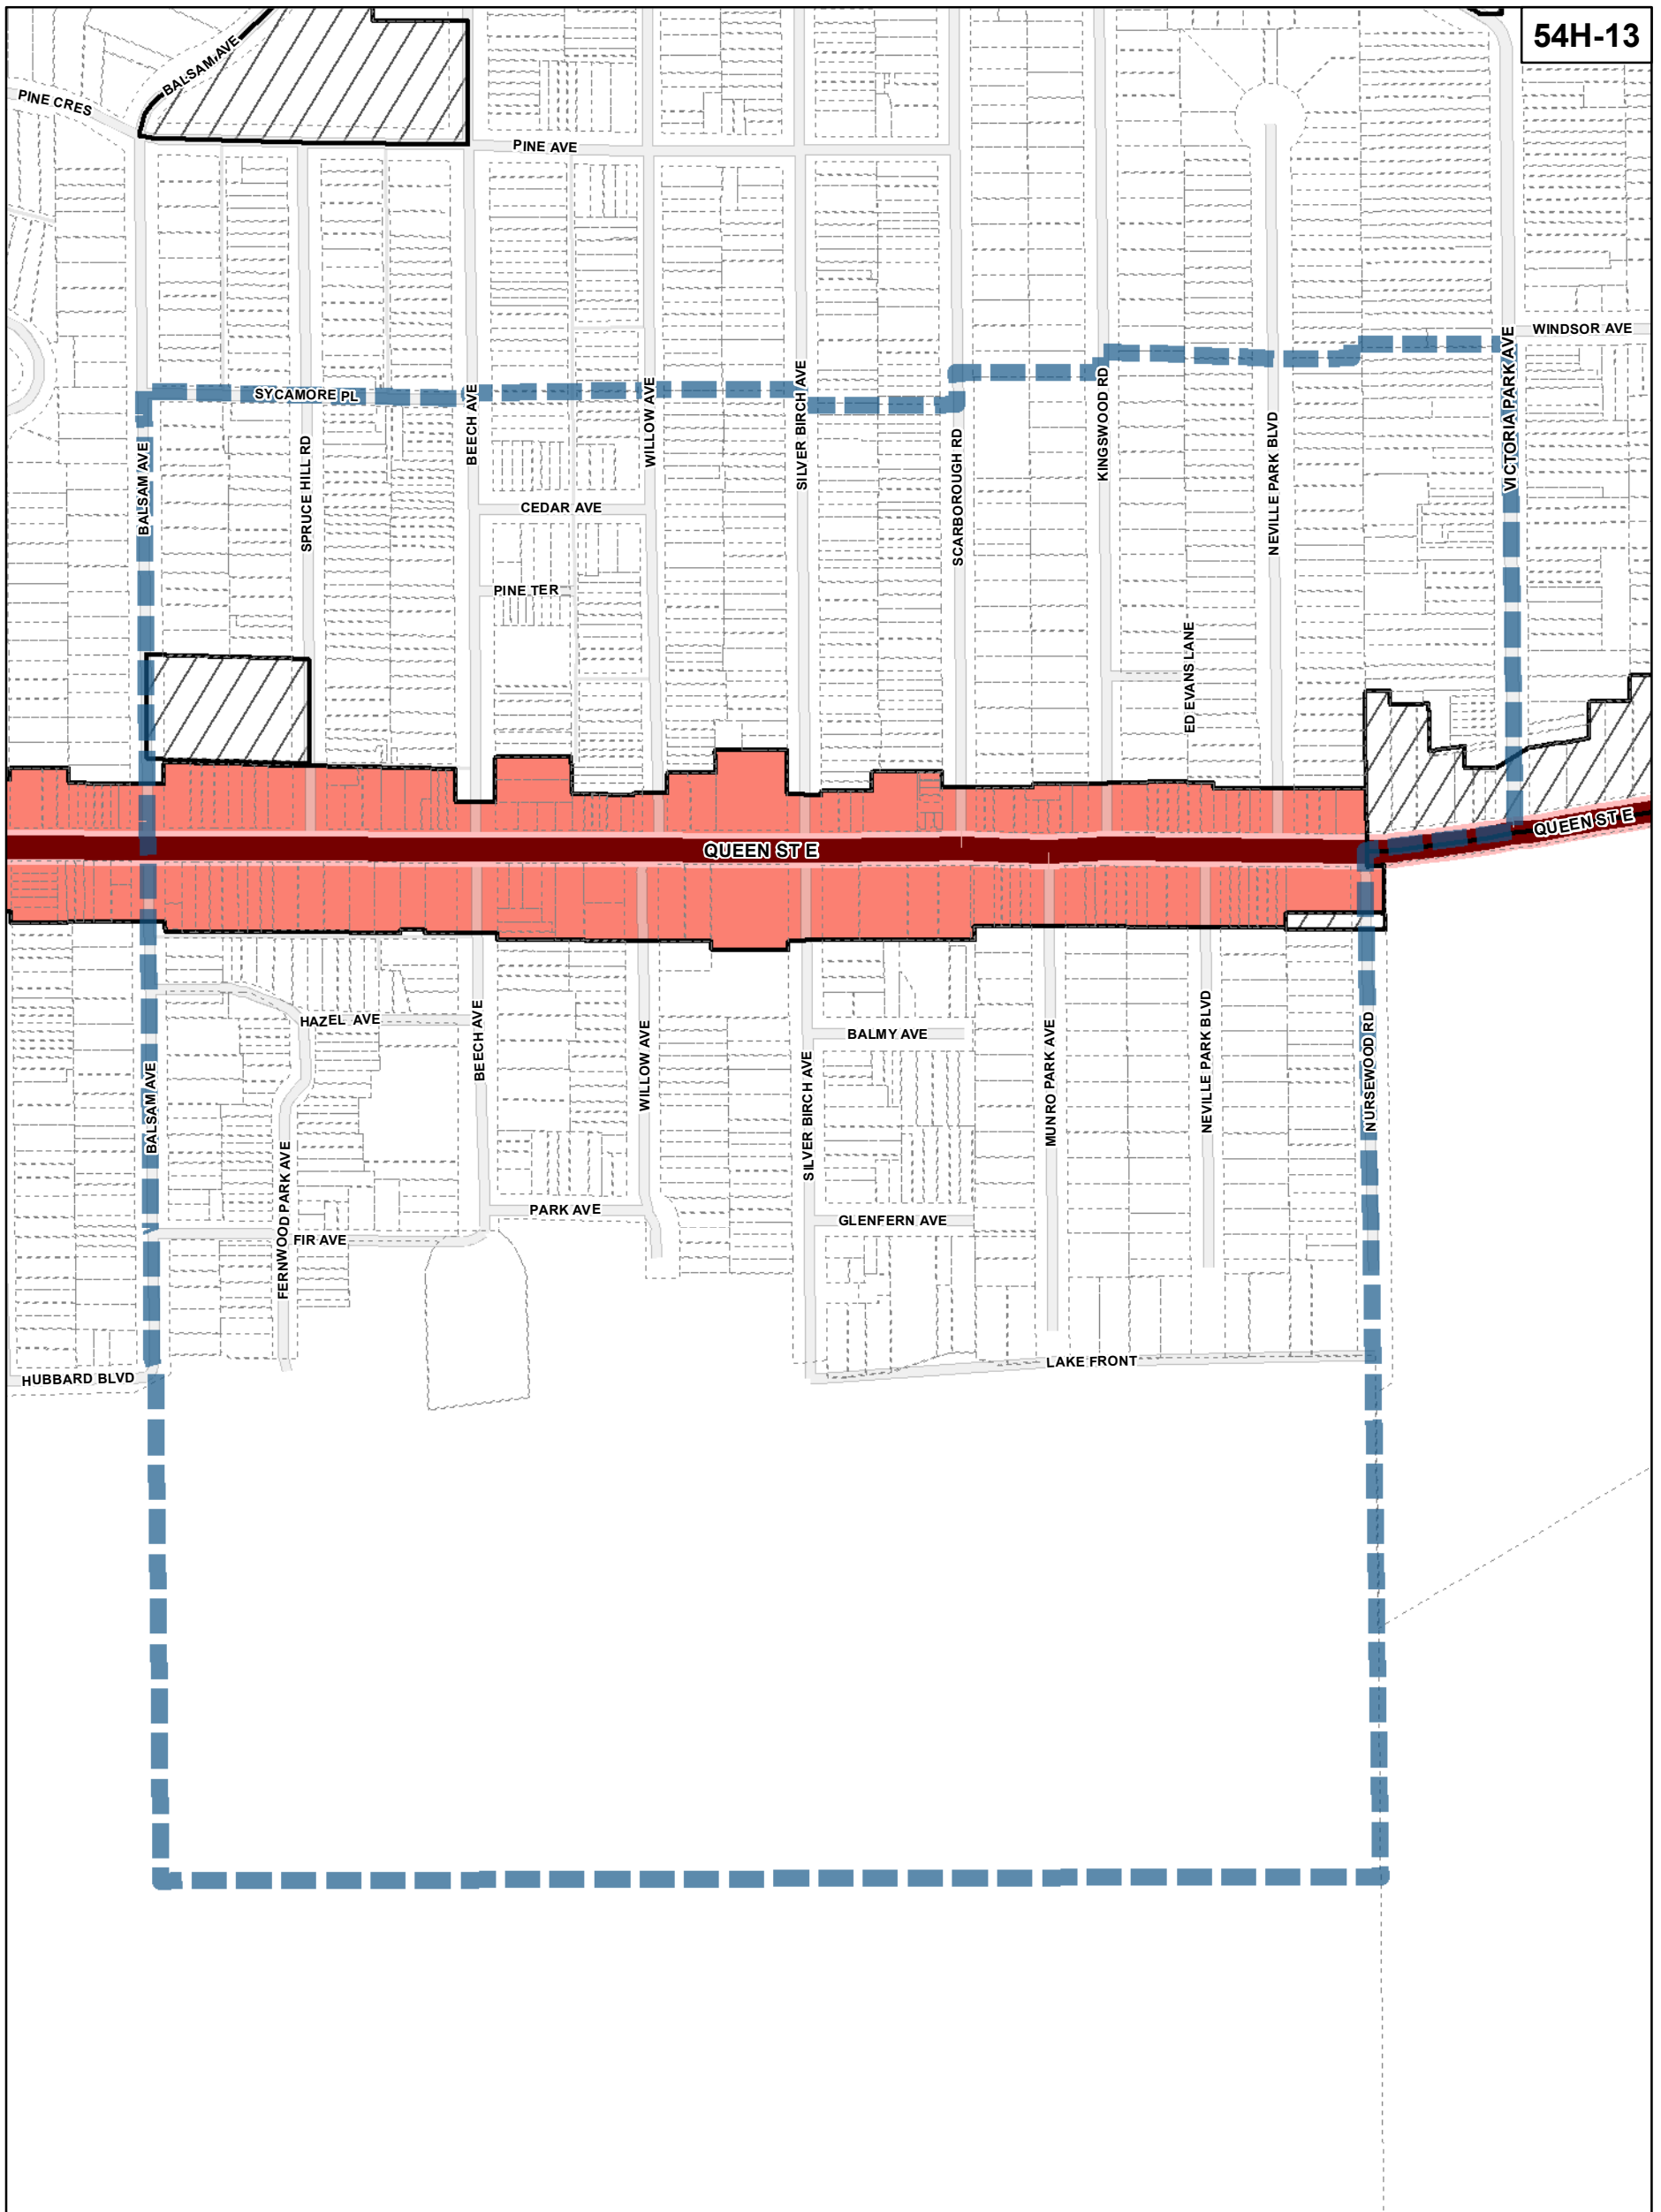 54H-13
BALSAM AVE
PINE CRES
PINE AVE
WINDSOR AVE
VICTORIA PARK AVE
SYCAMORE PL
BEECH AVE
WILLOW AVE
SILVER BIRCH AVE
KINGSWOOD RD
SCARBOROUGH RD
NEVILLE PARK BLVD
BALSAM AVE
SPRUCE HILL RD
CEDAR AVE
PINE TER
ED EVANS LANE
QUEEN ST E
QUEEN ST E
HAZEL AVE
BEECH AVE
WILLOW AVE
BALMY AVE
SILVER BIRCH AVE
MUNRO PARK AVE
NEVILLE PARK BLVD
NURSEWOOD RD
BALSAM AVE
FERNWOOD PARK AVE
PARK AVE
GLENFERN AVE
FIR AVE
LAKE FRONT
HUBBARD BLVD